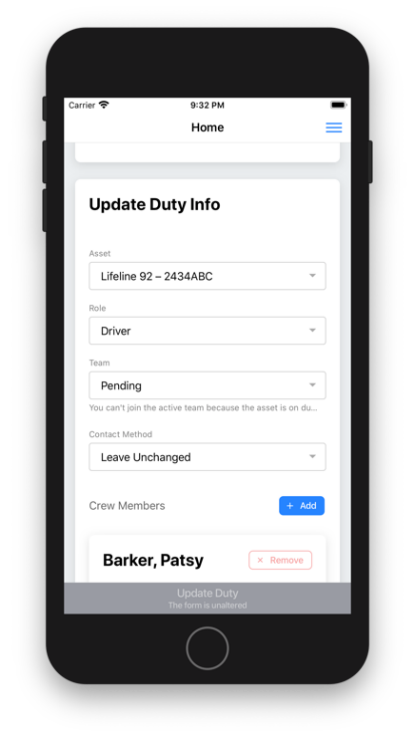 Carrier 9:32 PM
Home
Update Duty Info
Asset
Lifeline 92 – 2434ABC
Role
Driver
Team
Pending
You can't join the active team because the asset is on du...
Contact Method
Leave Unchanged
Crew Members
+ Add
Barker, Patsy
× Remove
Update Duty
The form is unaltered